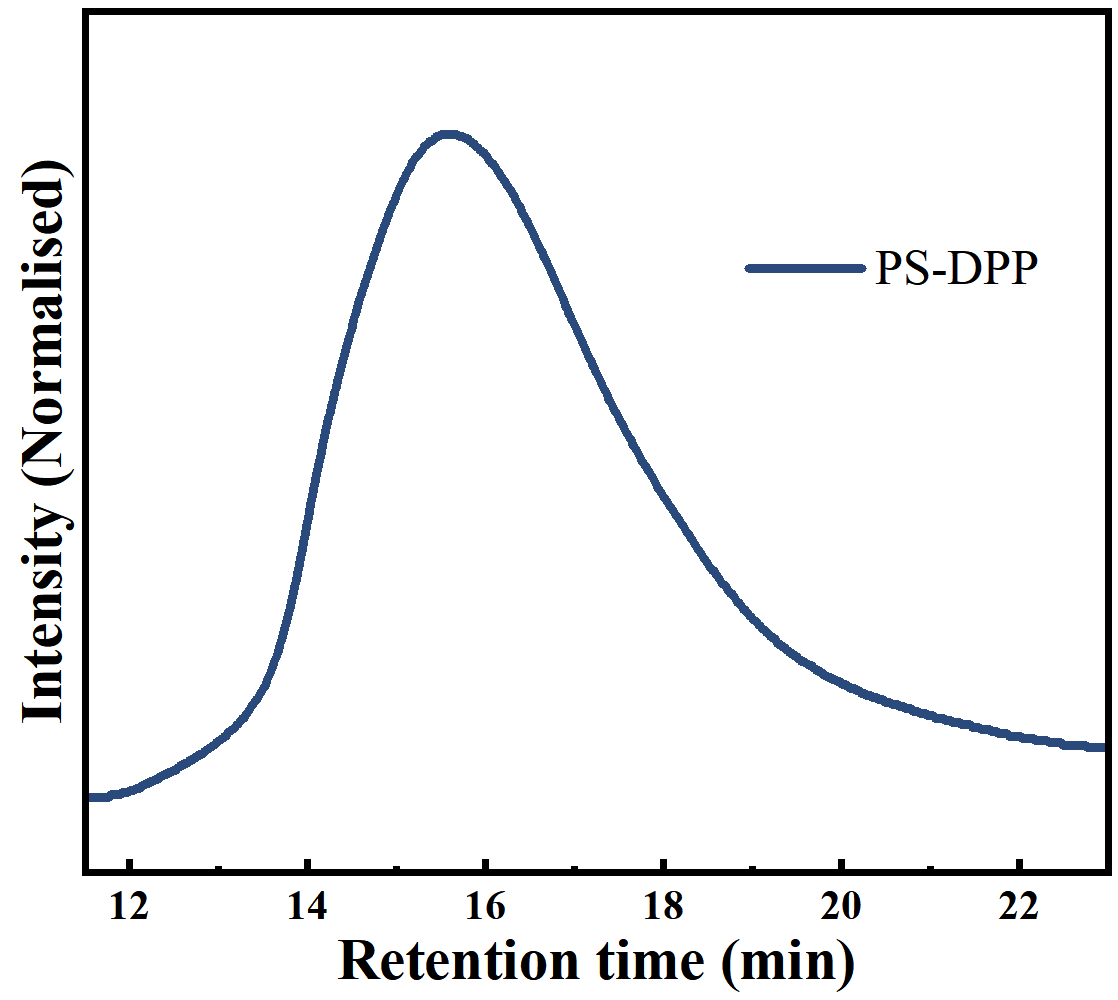 Intensity (Normalised)
PS-DPP
12 14 16 18 20 22
Retention time (min)